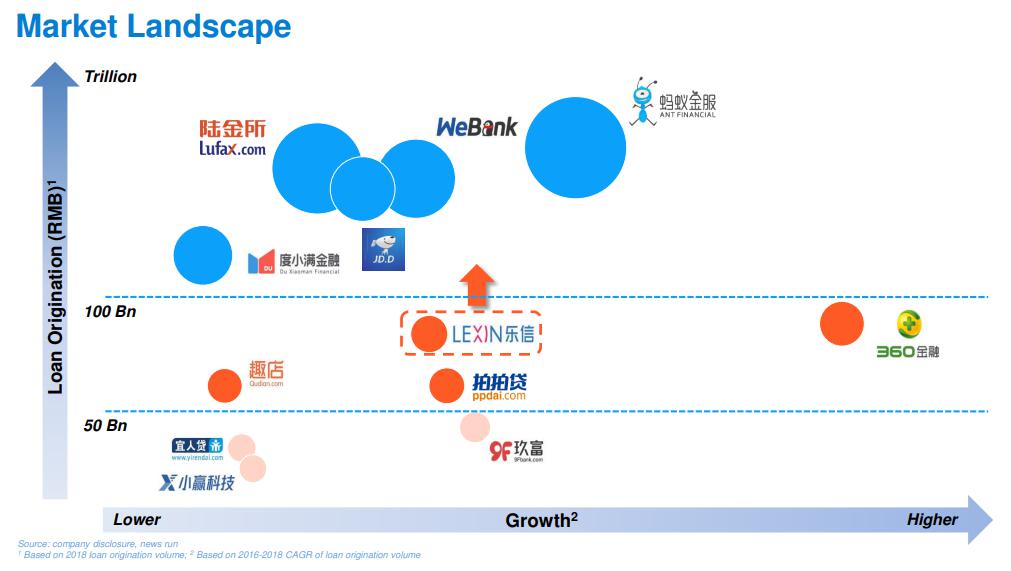 Market Landscape
Trillion
蚂蚁金服
ANT FINANCIAL
WeBank
陆金所
Lufax.com
Loan Origination (RMB)¹
DU
度小满金融
Du Xiaoman Financial
JD.D
100 Bn
LEXIN乐信
360金融
趣店
Qudian.com
拍拍贷
ppdai.com
50 Bn
宜人贷
www.yirendai.com
9F玖富
9Fbank.com
X小赢科技
Lower
Growth²
Higher
Source: company disclosure, news run
¹ Based on 2018 loan origination volume; ² Based on 2016-2018 CAGR of loan origination volume